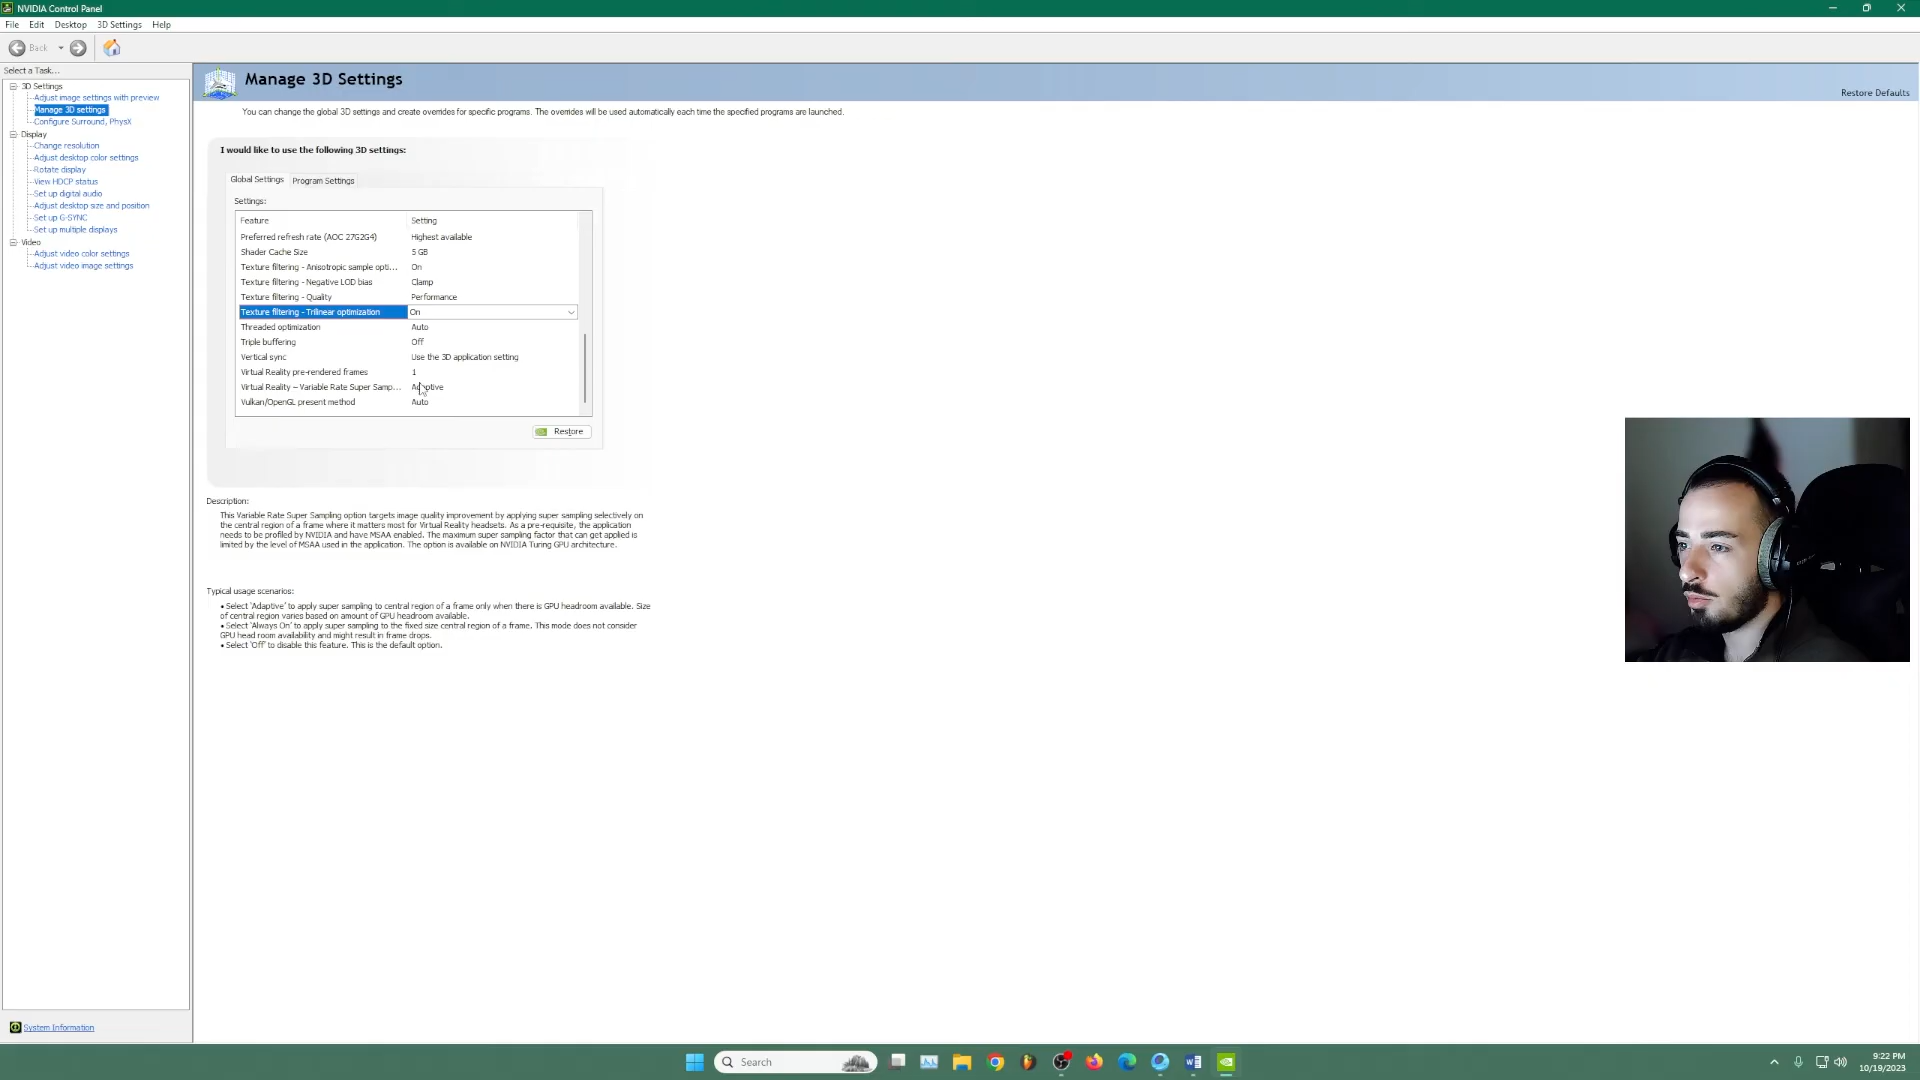 NVIDIA Control Panel
File Edit Desktop 3D Settings Help
Back
Select a Task...
3D Settings
Adjust image settings with preview
Manage 3D settings
Configure Surround, PhysX
Display
Change resolution
Adjust desktop color settings
Rotate display
View HDCP status
Set up digital audio
Adjust desktop size and position
Set up G-SYNC
Set up multiple displays
Video
Adjust video color settings
Adjust video image settings
System Information
Manage 3D Settings
Restore Defaults
You can change the global 3D settings and create overrides for specific programs. The overrides will be used automatically each time the specified programs are launched.
I would like to use the following 3D settings:
Global Settings Program Settings
Settings:
Feature Setting
Preferred refresh rate (AOC 27G2G4) Highest available
Shader Cache Size 5 GB
Texture filtering - Anisotropic sample opti... On
Texture filtering - Negative LOD bias Clamp
Texture filtering - Quality Performance
Texture filtering - Trilinear optimization On
Threaded optimization Auto
Triple buffering Off
Vertical sync Use the 3D application setting
Virtual Reality pre-rendered frames 1
Virtual Reality – Variable Rate Super Samp... Adaptive
Vulkan/OpenGL present method Auto
Restore
Description:
This Variable Rate Super Sampling option targets image quality improvement by applying super sampling selectively on
the central region of a frame where it matters most for Virtual Reality headsets. As a pre-requisite, the application
needs to be profiled by NVIDIA and have MSAA enabled. The maximum super sampling factor that can get applied is
limited by the level of MSAA used in the application. The option is available on NVIDIA Turing GPU architecture.
Typical usage scenarios:
• Select 'Adaptive' to apply super sampling to central region of a frame only when there is GPU headroom available. Size
of central region varies based on amount of GPU headroom available.
• Select 'Always On' to apply super sampling to the fixed size central region of a frame. This mode does not consider
GPU head room availability and might result in frame drops.
• Select 'Off' to disable this feature. This is the default option.
Search
9:22 PM
10/19/2023